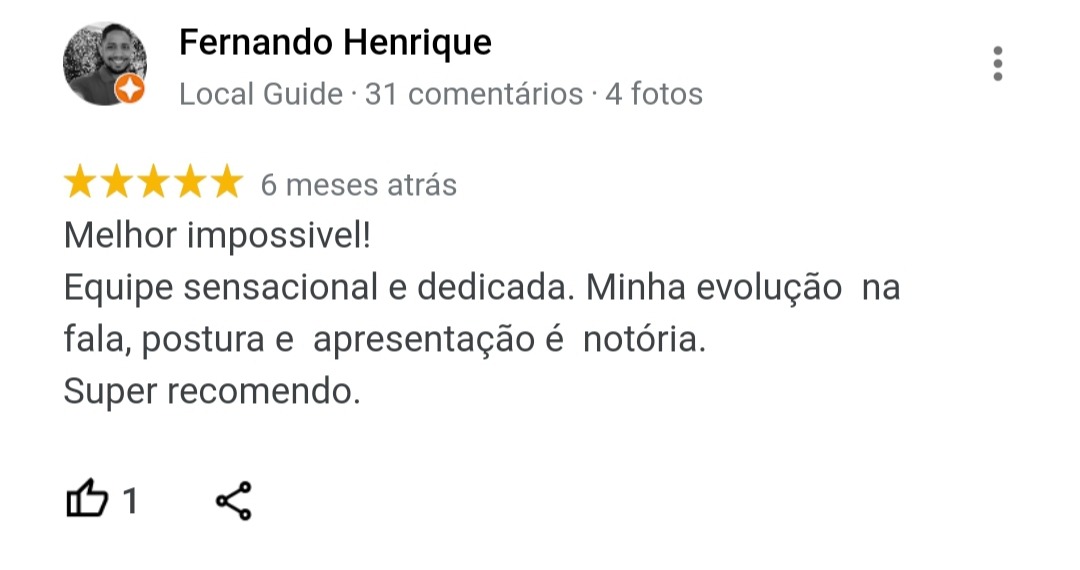 Fernando Henrique
Local Guide · 31 comentários · 4 fotos
6 meses atrás
Melhor impossivel!
Equipe sensacional e dedicada. Minha evolução  na
fala, postura e  apresentação é  notória.
Super recomendo.
1